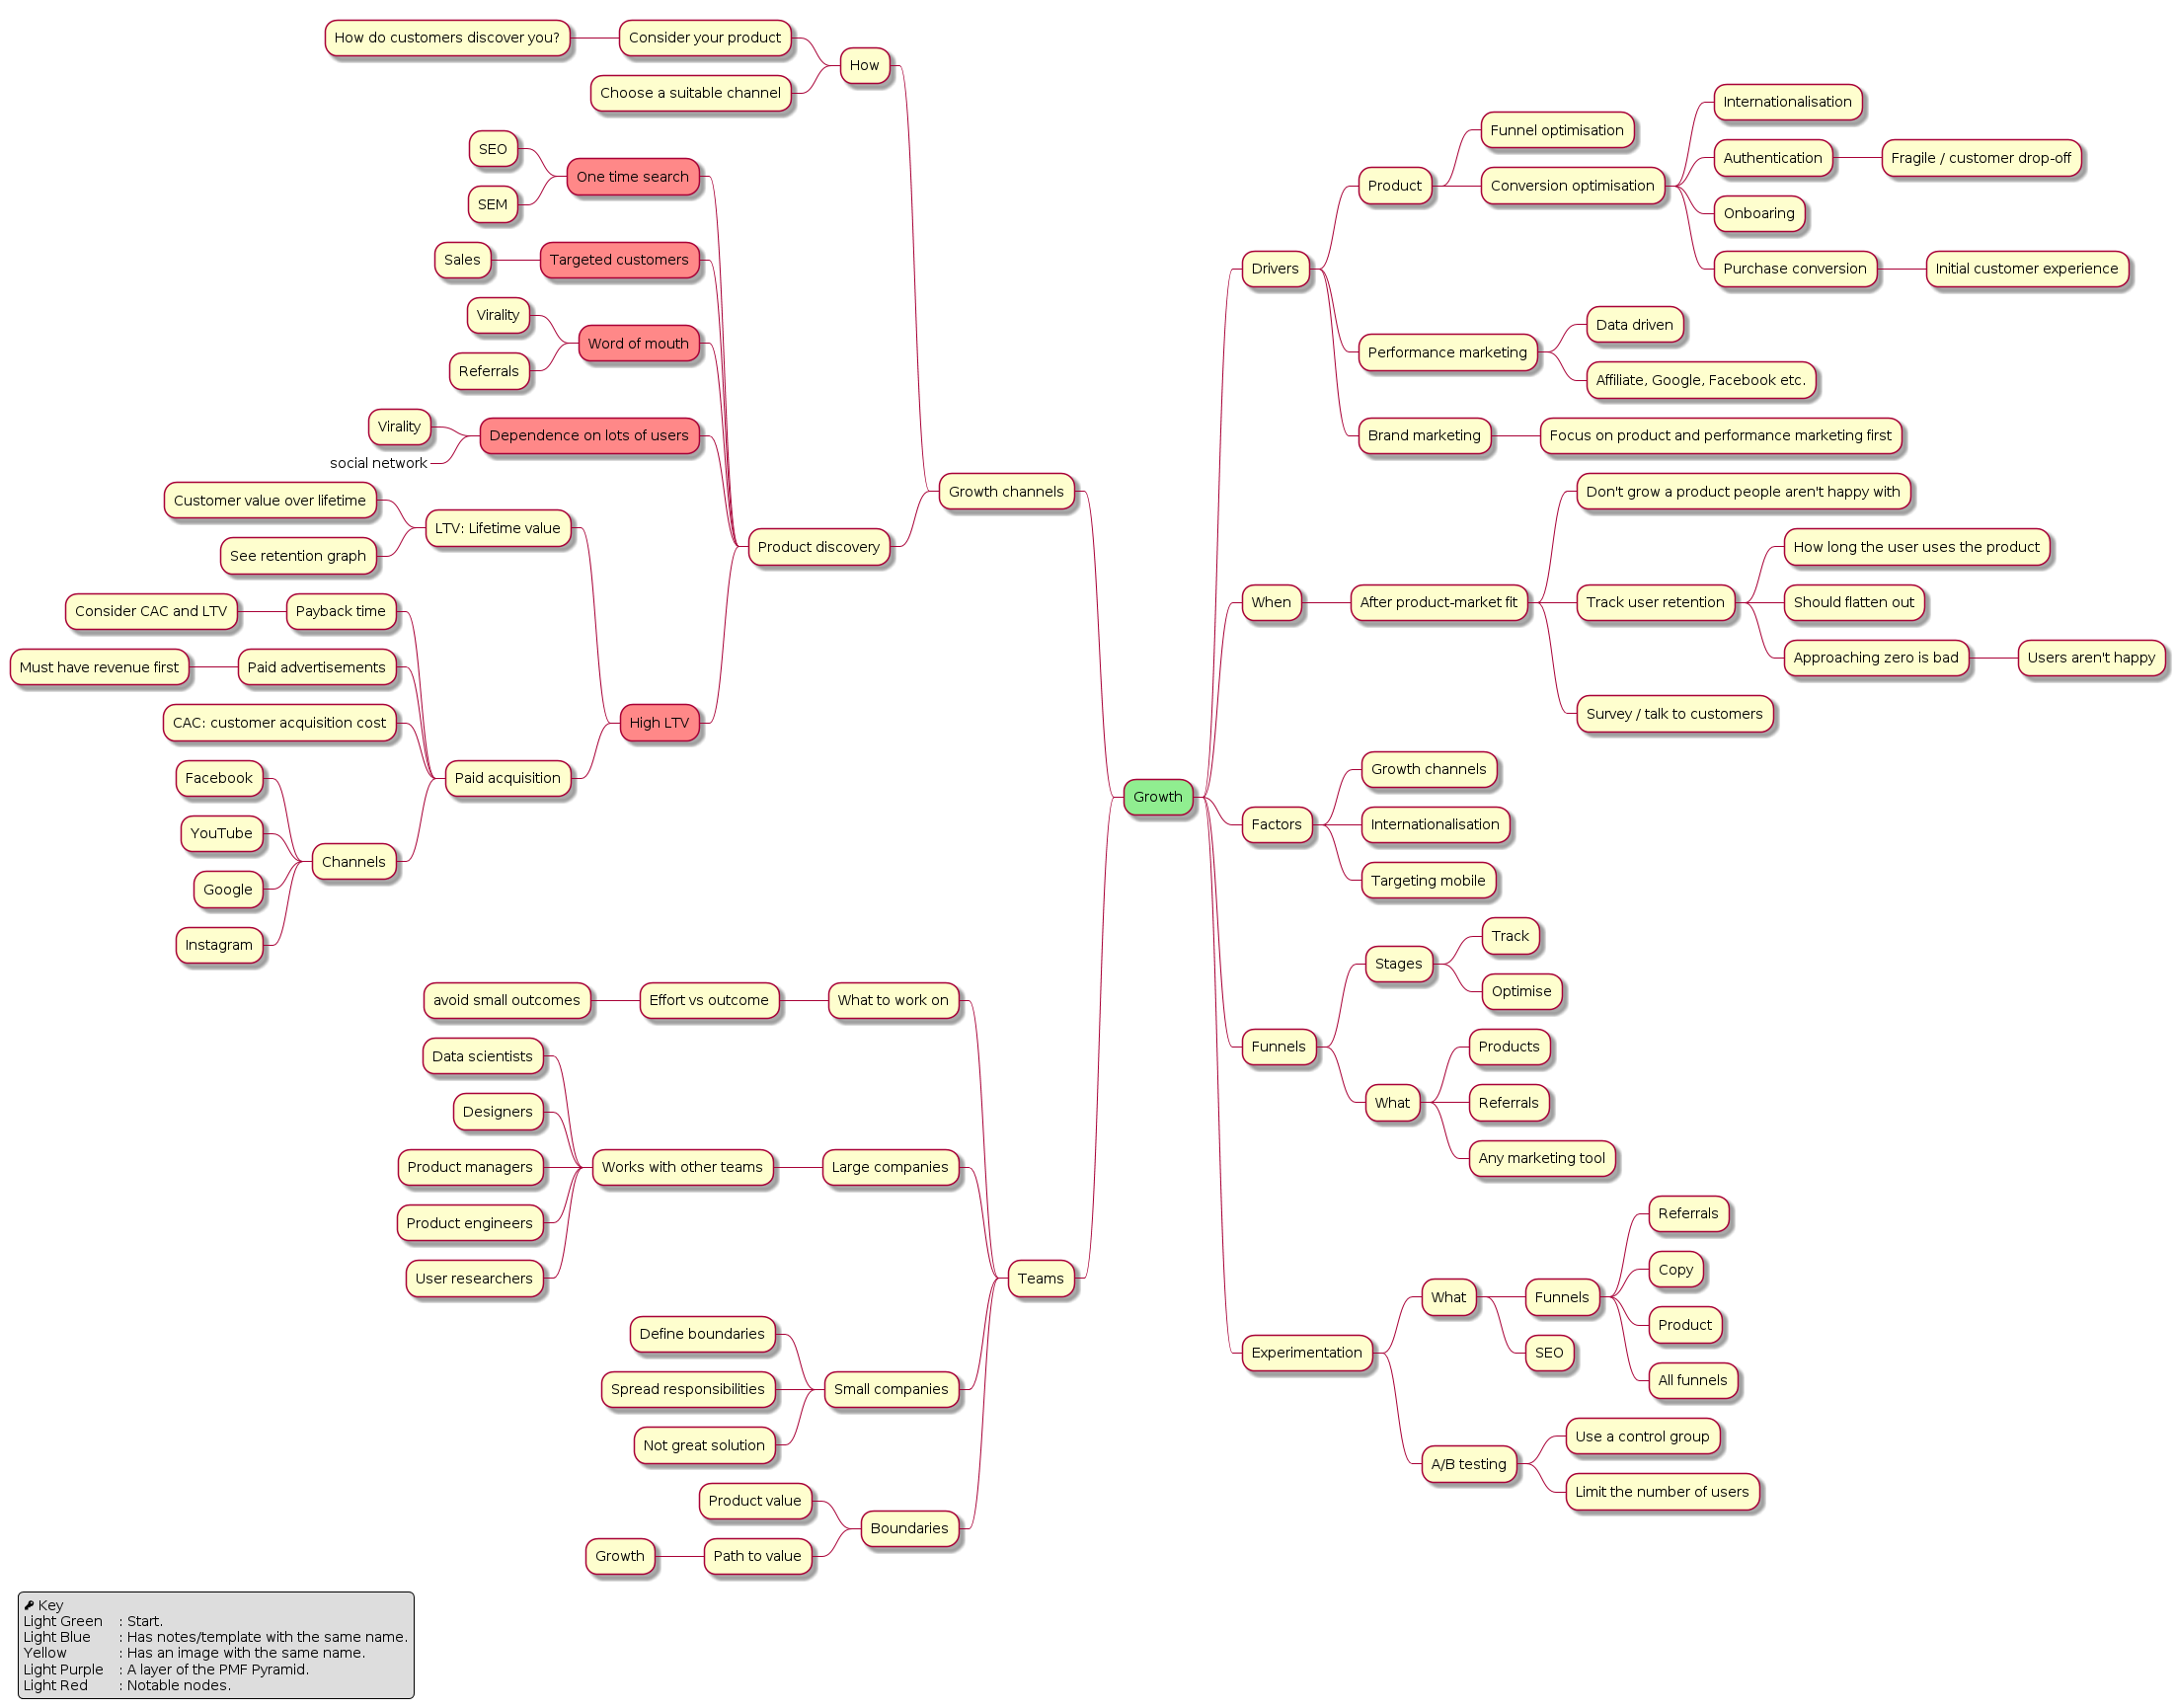 Growth
Drivers
Product
Funnel optimisation
Conversion optimisation
Internationalisation
Authentication
Fragile / customer drop-off
Onboaring
Purchase conversion
Initial customer experience
Performance marketing
Data driven
Affiliate, Google, Facebook etc.
Brand marketing
Focus on product and performance marketing first
When
After product-market fit
Don't grow a product people aren't happy with
Track user retention
How long the user uses the product
Should flatten out
Approaching zero is bad
Users aren't happy
Survey / talk to customers
Factors
Growth channels
Internationalisation
Targeting mobile
Funnels
Stages
Track
Optimise
What
Products
Referrals
Any marketing tool
Experimentation
What
Funnels
Referrals
Copy
Product
All funnels
SEO
A/B testing
Use a control group
Limit the number of users
Growth channels
How
Consider your product
How do customers discover you?
Choose a suitable channel
Product discovery
One time search
SEO
SEM
Targeted customers
Sales
Word of mouth
Virality
Referrals
Dependence on lots of users
Virality
social network
High LTV
LTV: Lifetime value
Customer value over lifetime
See retention graph
Paid acquisition
Payback time
Consider CAC and LTV
Paid advertisements
Must have revenue first
CAC: customer acquisition cost
Channels
Facebook
YouTube
Google
Instagram
Teams
What to work on
Effort vs outcome
avoid small outcomes
Large companies
Works with other teams
Data scientists
Designers
Product managers
Product engineers
User researchers
Small companies
Define boundaries
Spread responsibilities
Not great solution
Boundaries
Product value
Path to value
Growth
Key
Light Green : Start.
Light Blue : Has notes/template with the same name.
Yellow : Has an image with the same name.
Light Purple : A layer of the PMF Pyramid.
Light Red : Notable nodes.